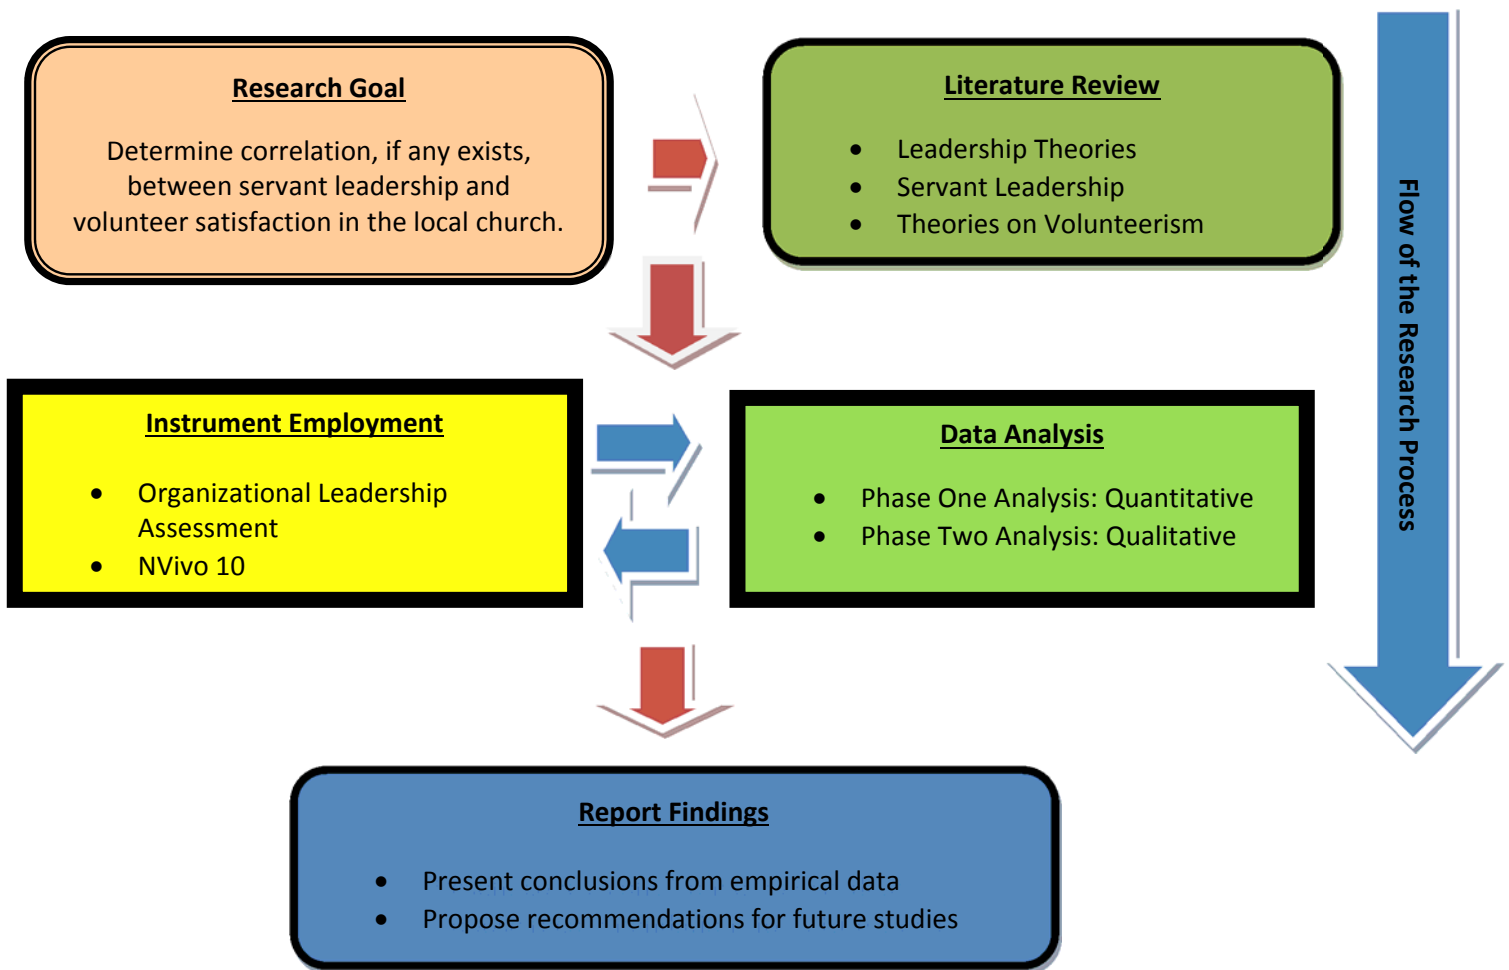 Research Goal
Determine correlation, if any exists,
between servant leadership and
volunteer satisfaction in the local church.
Literature Review
• Leadership Theories
• Servant Leadership
• Theories on Volunteerism
Flow of the Research Process
Instrument Employment
• Organizational Leadership
Assessment
• NVivo 10
Data Analysis
• Phase One Analysis: Quantitative
• Phase Two Analysis: Qualitative
Report Findings
• Present conclusions from empirical data
• Propose recommendations for future studies